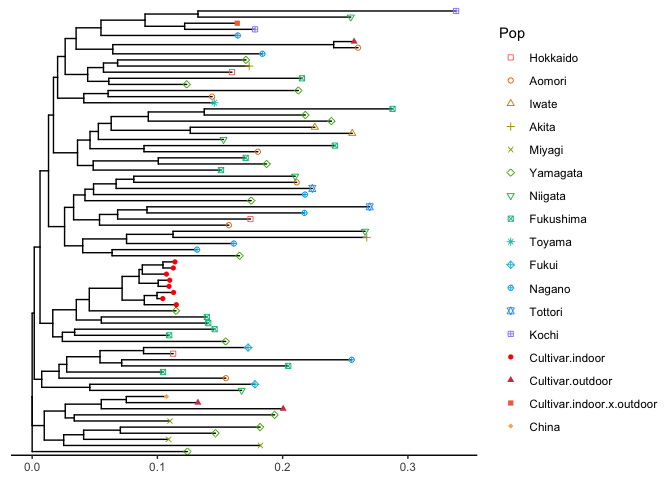 Pop
Hokkaido
Aomori
Iwate
Akita
Miyagi
Yamagata
Niigata
Fukushima
Toyama
Fukui
Nagano
Tottori
Kochi
Cultivar.indoor
Cultivar.outdoor
Cultivar.indoor.x.outdoor
China
0.0 0.1 0.2 0.3